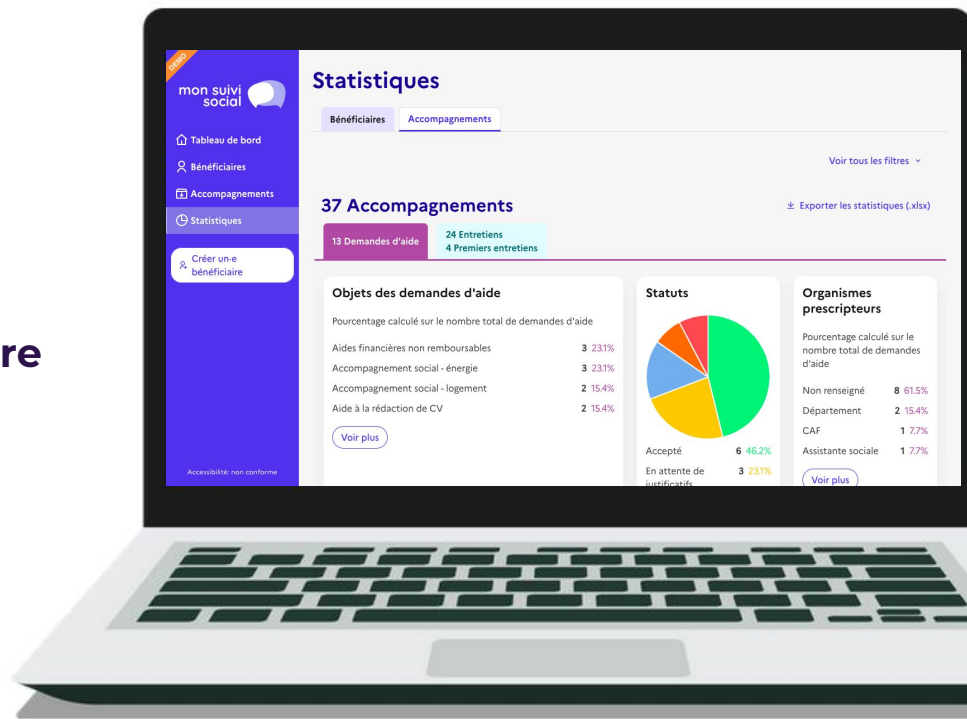 re
DEMO
mon suivi
social
Tableau de bord
Bénéficiaires
Accompagnements
Statistiques
Créer un·e
bénéficiaire
Accessibilité: non conforme
Statistiques
Bénéficiaires
Accompagnements
Voir tous les filtres
37 Accompagnements
Exporter les statistiques (.xlsx)
13 Demandes d'aide
24 Entretiens
4 Premiers entretiens
Objets des demandes d'aide
Pourcentage calculé sur le nombre total de demandes d'aide
Aides financières non remboursables 3 23.1%
Accompagnement social - énergie 3 23.1%
Accompagnement social - logement 2 15.4%
Aide à la rédaction de CV 2 15.4%
Voir plus
Statuts
Accepté 6 46.2%
En attente de 3 23.1%
justificatifs
Organismes
prescripteurs
Pourcentage calculé sur le
nombre total de demandes
d'aide
Non renseigné 8 61.5%
Département 2 15.4%
CAF 1 7.7%
Assistante sociale 1 7.7%
Voir plus